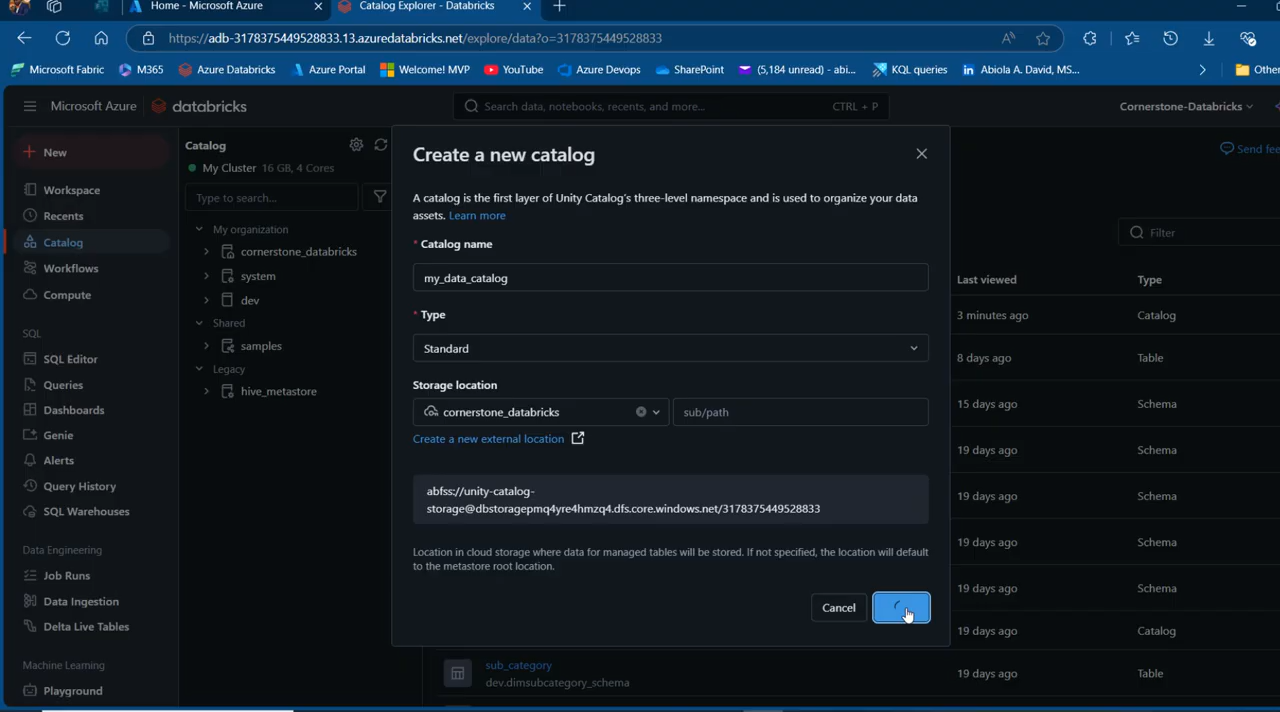 Home - Microsoft Azure
Catalog Explorer - Databricks
https://adb-3178375449528833.13.azuredatabricks.net/explore/data?o=3178375449528833
Microsoft Fabric
M365
Azure Databricks
Azure Portal
Welcome! MVP
YouTube
Azure Devops
SharePoint
(5,184 unread) - abi...
KQL queries
Abiola A. David, MS...
Other
Microsoft Azure
databricks
Search data, notebooks, recents, and more...
CTRL + P
Cornerstone-Databricks
New
Workspace
Recents
Catalog
Workflows
Compute
SQL
SQL Editor
Queries
Dashboards
Genie
Alerts
Query History
SQL Warehouses
Data Engineering
Job Runs
Data Ingestion
Delta Live Tables
Machine Learning
Playground
Catalog
My Cluster 16 GB, 4 Cores
Type to search...
My organization
cornerstone_databricks
system
dev
Shared
samples
Legacy
hive_metastore
Create a new catalog
A catalog is the first layer of Unity Catalog's three-level namespace and is used to organize your data
assets. Learn more
* Catalog name
my_data_catalog
* Type
Standard
Storage location
cornerstone_databricks
sub/path
Create a new external location
abfss://unity-catalog-
storage@dbstoragepmq4yre4hmzq4.dfs.core.windows.net/3178375449528833
Location in cloud storage where data for managed tables will be stored. If not specified, the location will default
to the metastore root location.
Cancel
Send fee
Filter
Last viewed
Type
3 minutes ago
Catalog
8 days ago
Table
15 days ago
Schema
19 days ago
Schema
19 days ago
Schema
19 days ago
Schema
19 days ago
Schema
19 days ago
Catalog
sub_category
dev.dimsubcategory_schema
19 days ago
Table